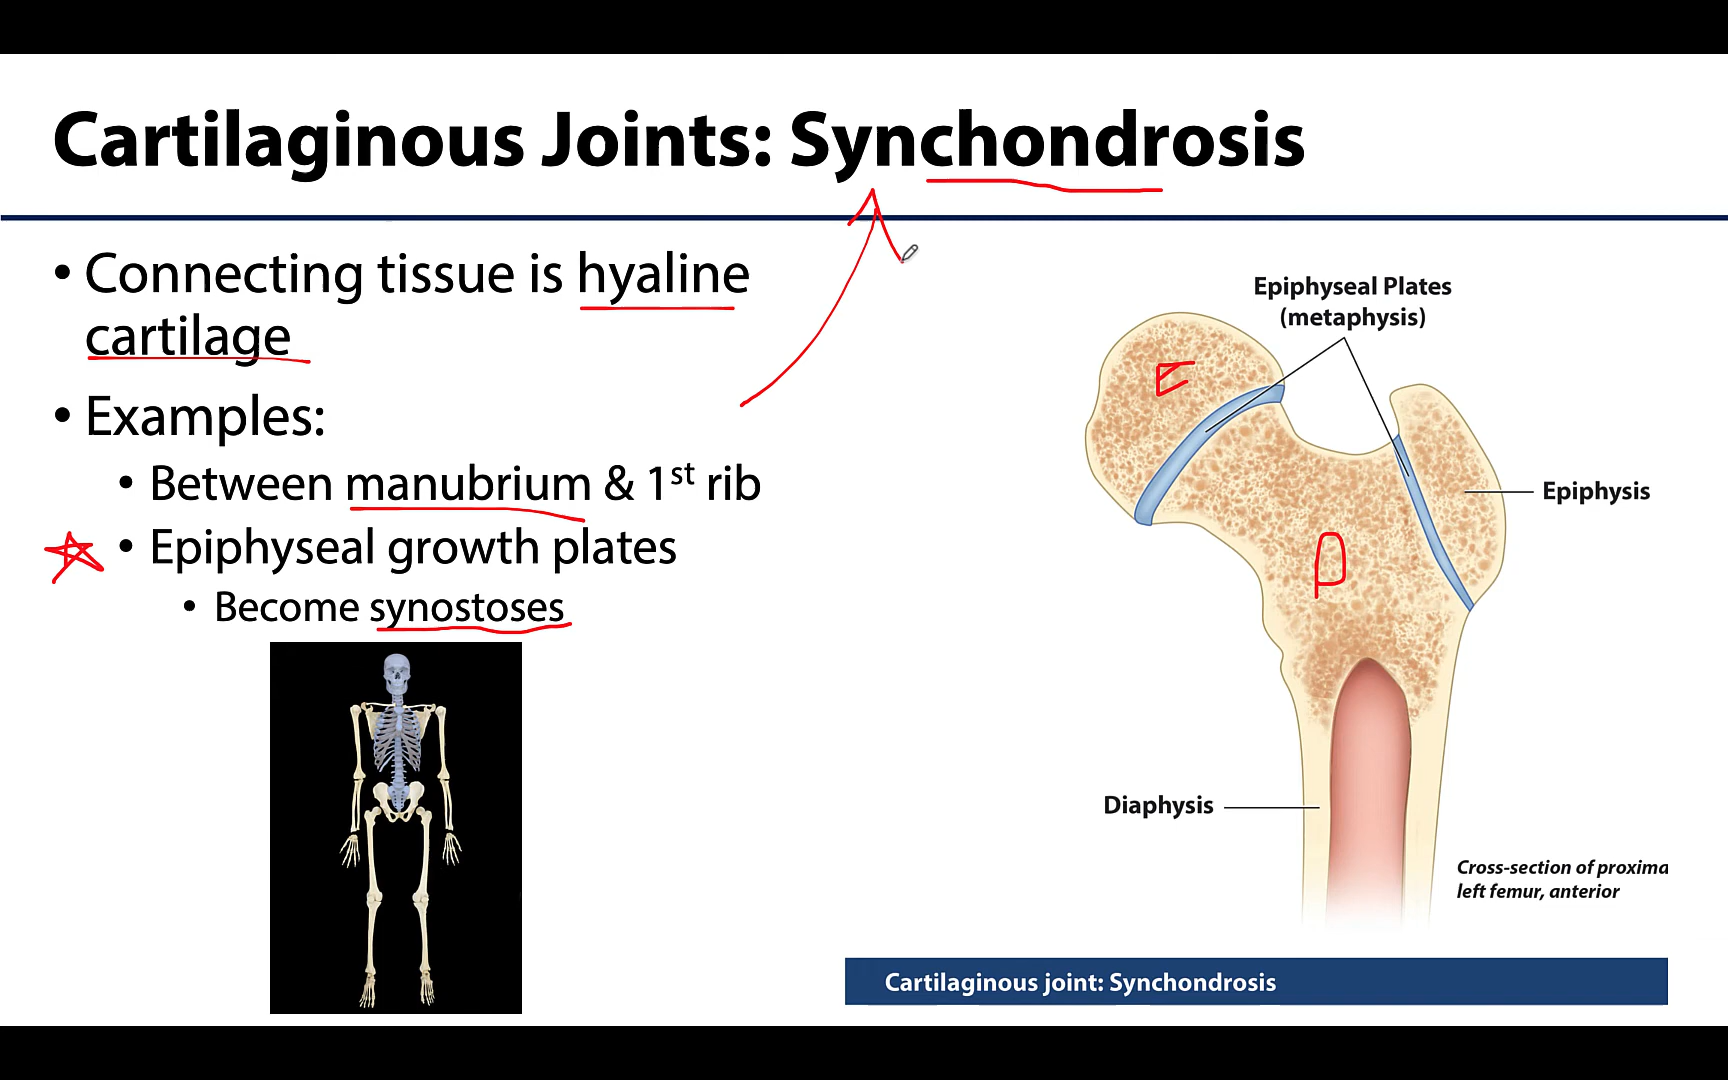 Cartilaginous Joints: Synchondrosis
• Connecting tissue is hyaline
cartilage
• Examples:
• Between manubrium & 1st rib
• Epiphyseal growth plates
• Become synostoses
Epiphyseal Plates
(metaphysis)
E
Epiphysis
D
Diaphysis
Cross-section of proxima
left femur, anterior
Cartilaginous joint: Synchondrosis